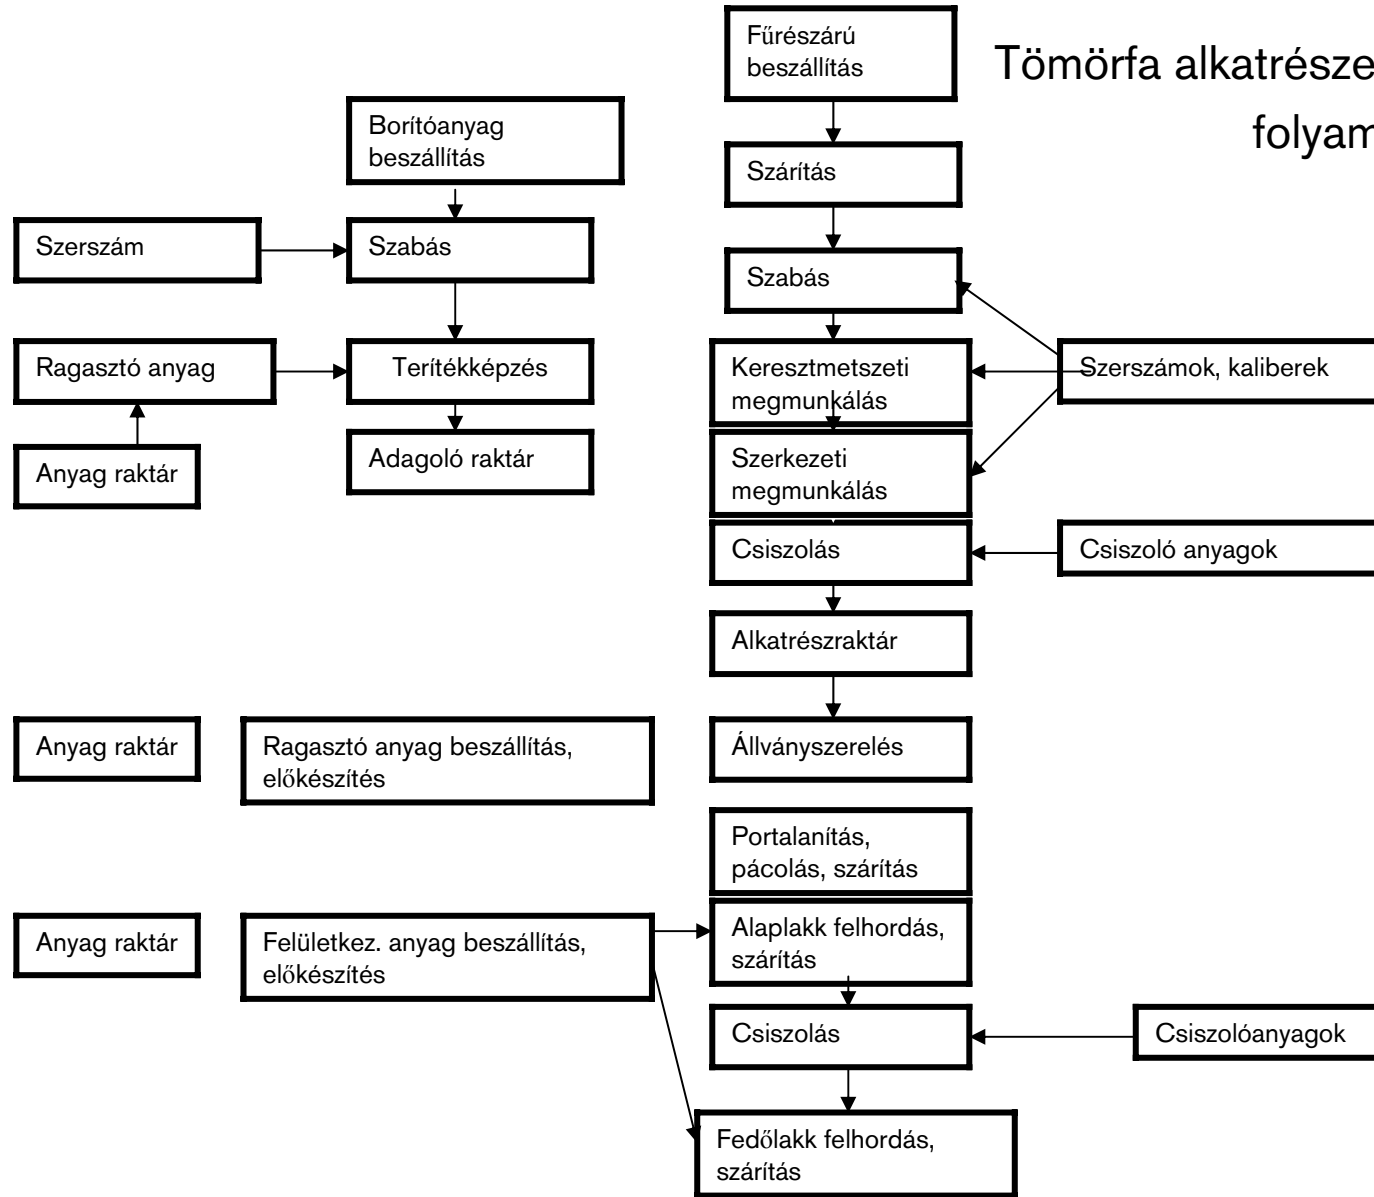 Fűrészárú
beszállítás
Tömörfa alkatrésze
folyam
Borítóanyag
beszállítás
Szárítás
Szerszám
Szabás
Szabás
Ragasztó anyag
Terítékképzés
Keresztmetszeti
megmunkálás
Szerszámok, kaliberek
Anyag raktár
Adagoló raktár
Szerkezeti
megmunkálás
Csiszolás
Csiszoló anyagok
Alkatrészraktár
Anyag raktár
Ragasztó anyag beszállítás,
előkészítés
Állványszerelés
Portalanítás,
pácolás, szárítás
Anyag raktár
Felületkez. anyag beszállítás,
előkészítés
Alaplakk felhordás,
szárítás
Csiszolás
Csiszolóanyagok
Fedőlakk felhordás,
szárítás